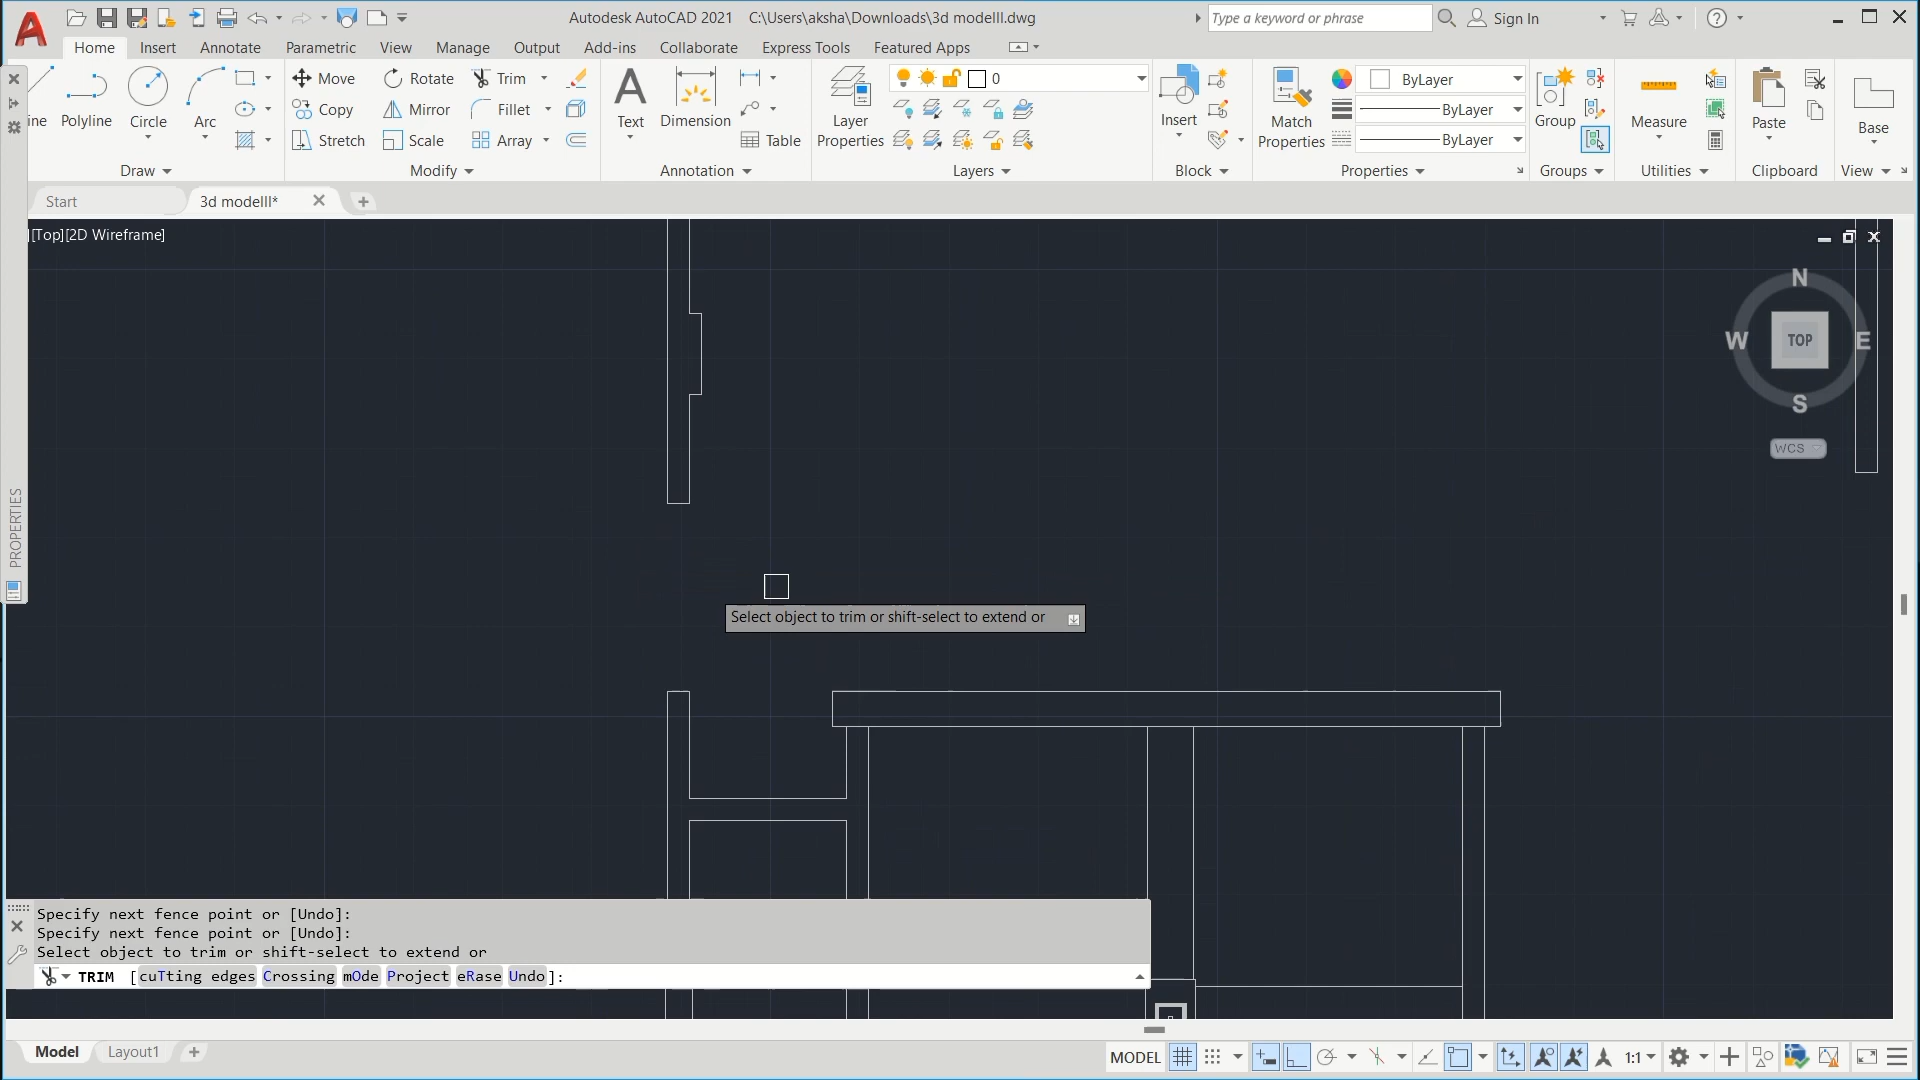 Autodesk AutoCAD 2021 C:\Users\aksha\Downloads\3d modelll.dwg
Type a keyword or phrase
Sign In
Home Insert Annotate Parametric View Manage Output Add-ins Collaborate Express Tools Featured Apps
ine
Polyline
Circle
Arc
Draw
Move
Rotate
Trim
Copy
Mirror
Fillet
Stretch
Scale
Array
Modify
Text
Dimension
Table
Annotation
Layer
Properties
0
Layers
Insert
Block
Match
Properties
ByLayer
ByLayer
ByLayer
Properties
Group
Groups
Measure
Utilities
Paste
Clipboard
Base
View
Start
3d modelll*
[Top][2D Wireframe]
N
W
TOP
E
S
WCS
PROPERTIES
Select object to trim or shift-select to extend or
Specify next fence point or [Undo]:
Specify next fence point or [Undo]:
Select object to trim or shift-select to extend or
TRIM [cuTting edges Crossing mOde Project eRase Undo]:
Model
Layout1
MODEL
1:1